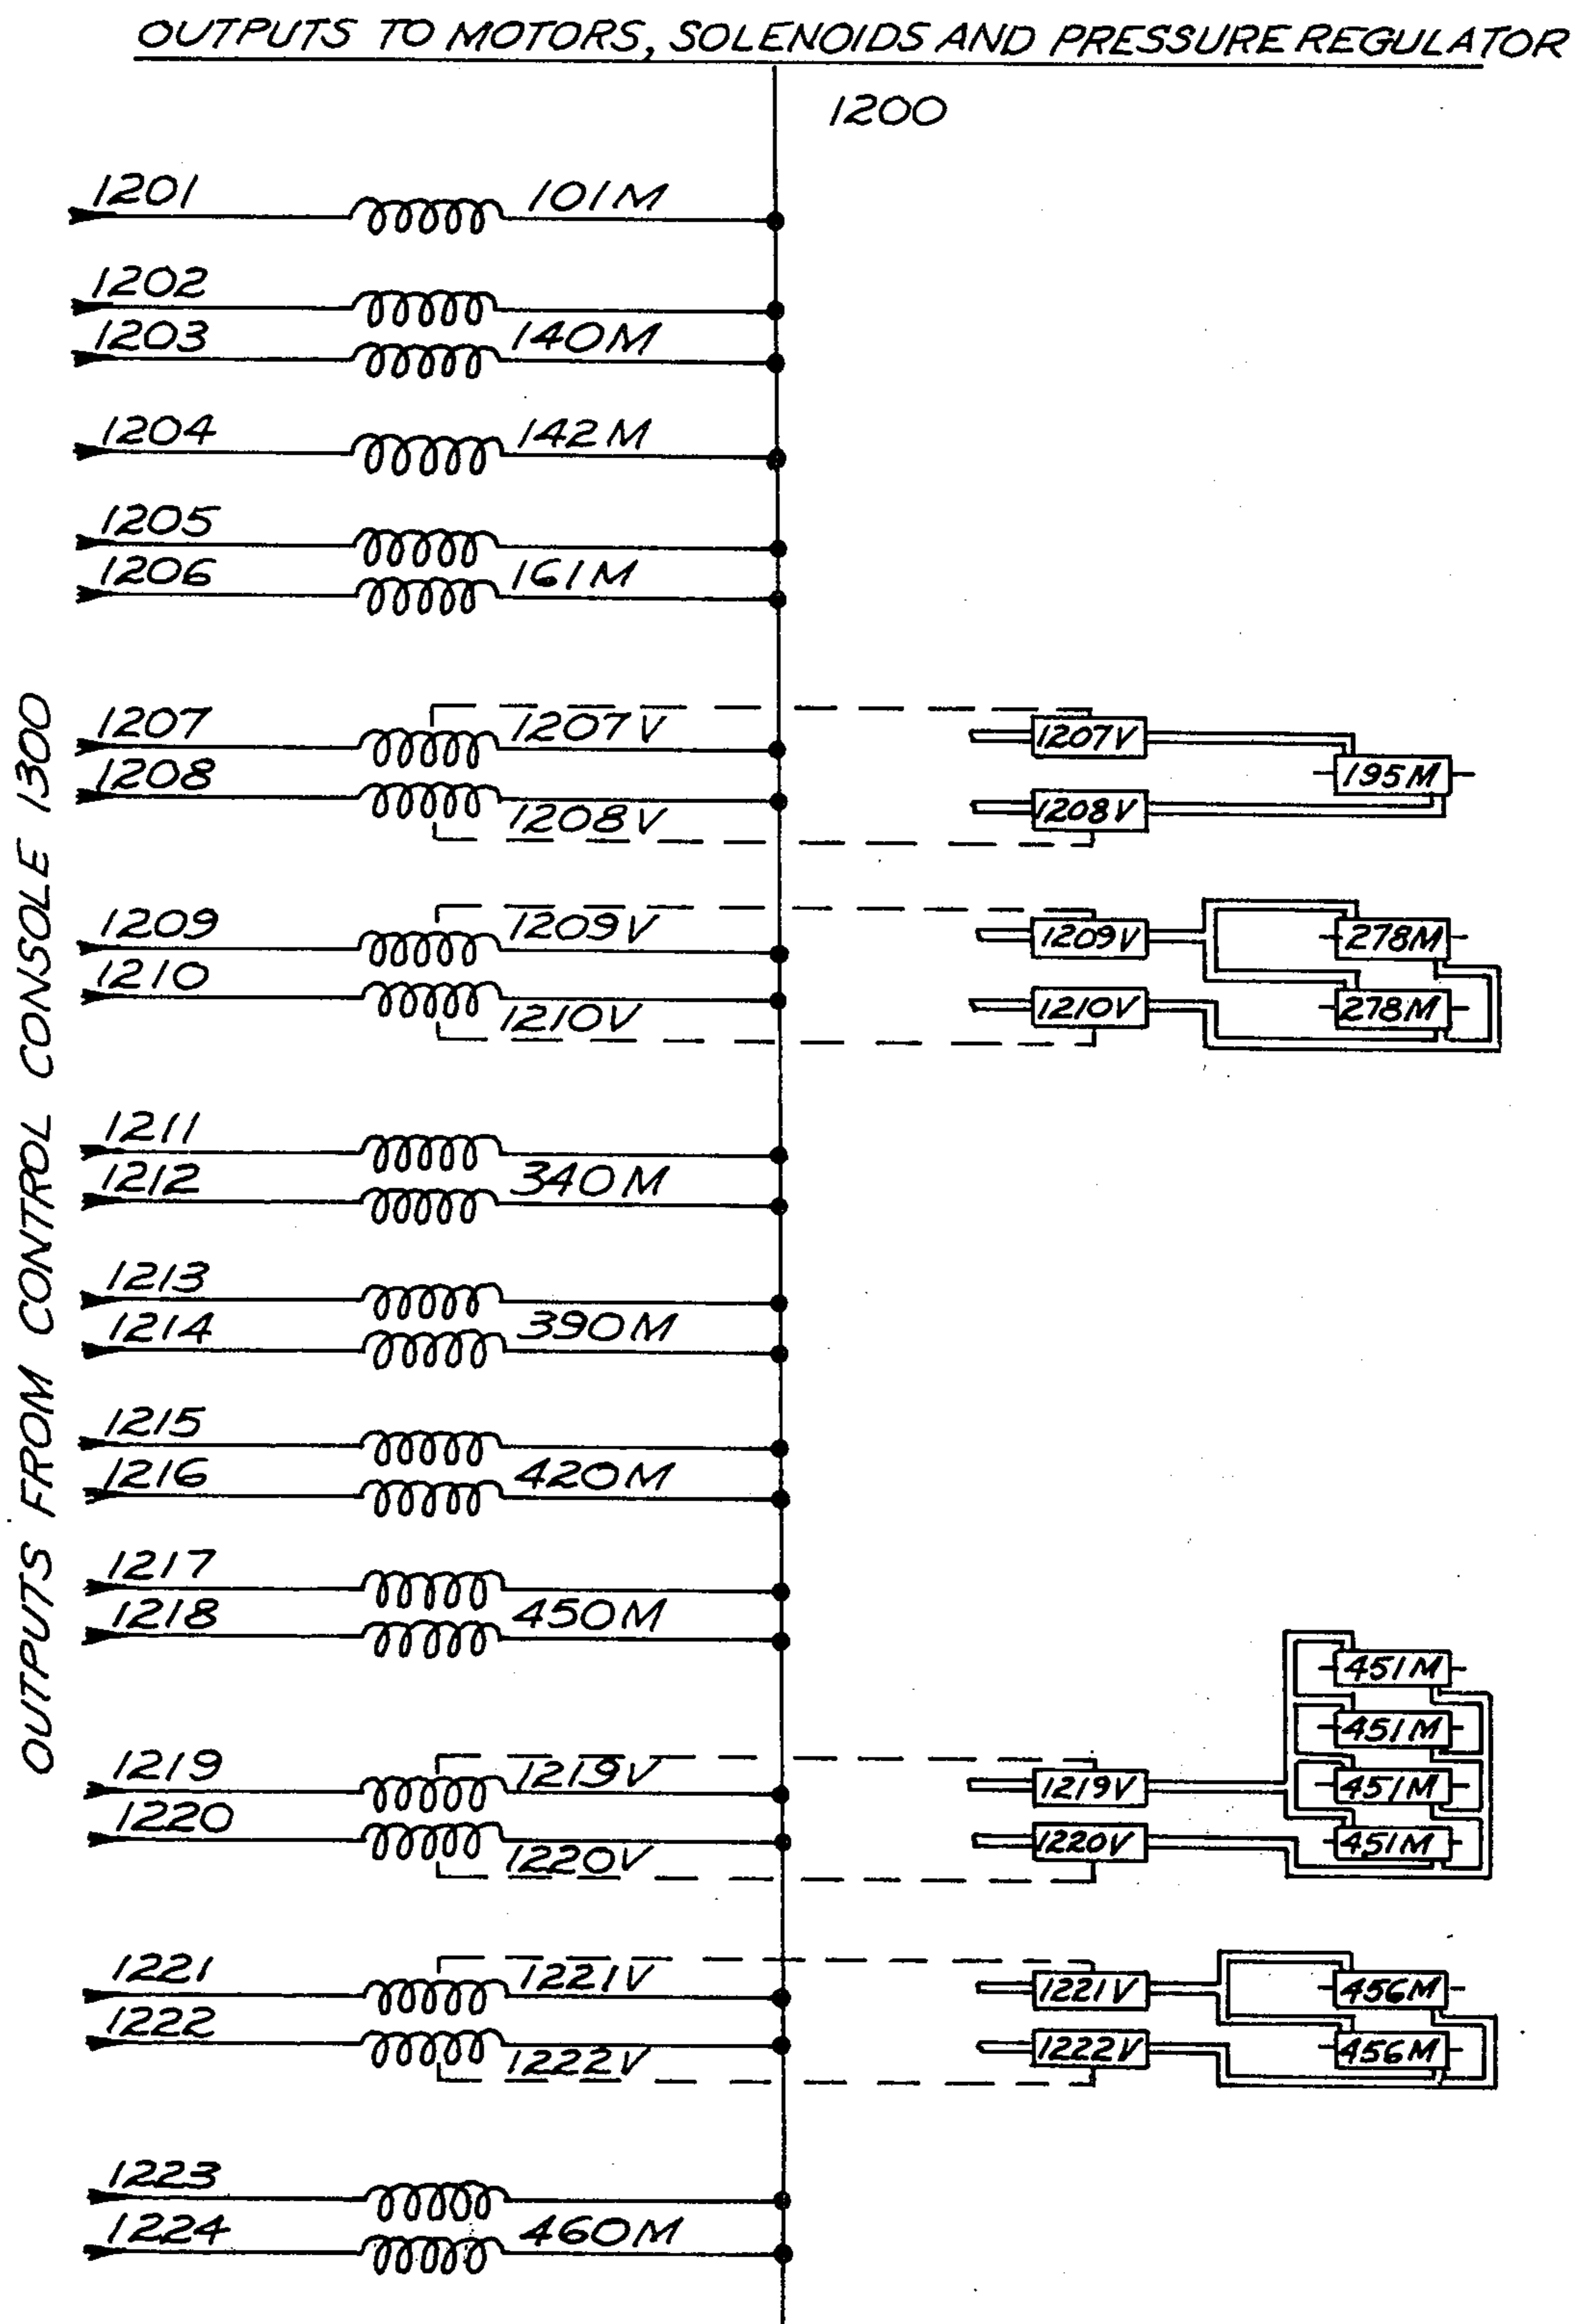 OUTPUTS TO MOTORS, SOLENOIDS AND PRESSURE REGULATOR
1200
OUTPUTS FROM CONTROL CONSOLE 1300
1201 101M
1202
1203 140M
1204 142M
1205
1206 161M
1207 1207V 1207V
195M
1208 1208V 1208V
1209 1209V 1209V 278M
1210 1210V 1210V 278M
1211
1212 340M
1213
1214 390M
1215
1216 420M
1217
1218 450M
451M
451M
1219 1219V 1219V 451M
1220 1220V 1220V 451M
1221 1221V 1221V 456M
1222 1222V 1222V 456M
1223
1224 460M